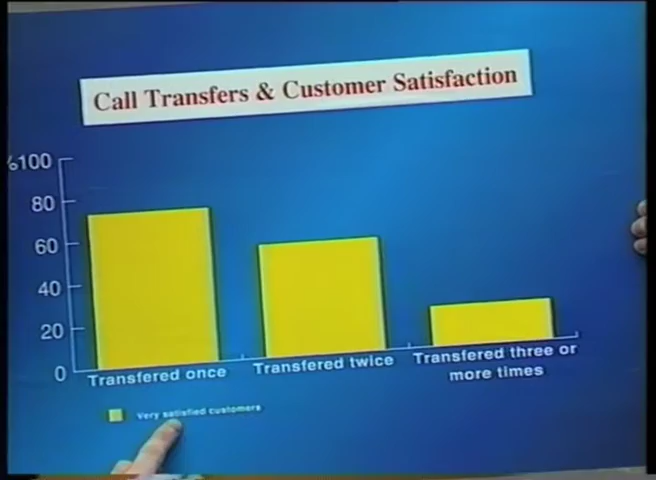 Call Transfers & Customer Satisfaction
%100
80
60
40
20
0
Transfered once
Transfered twice
Transfered three or
more times
Very satisfied customers